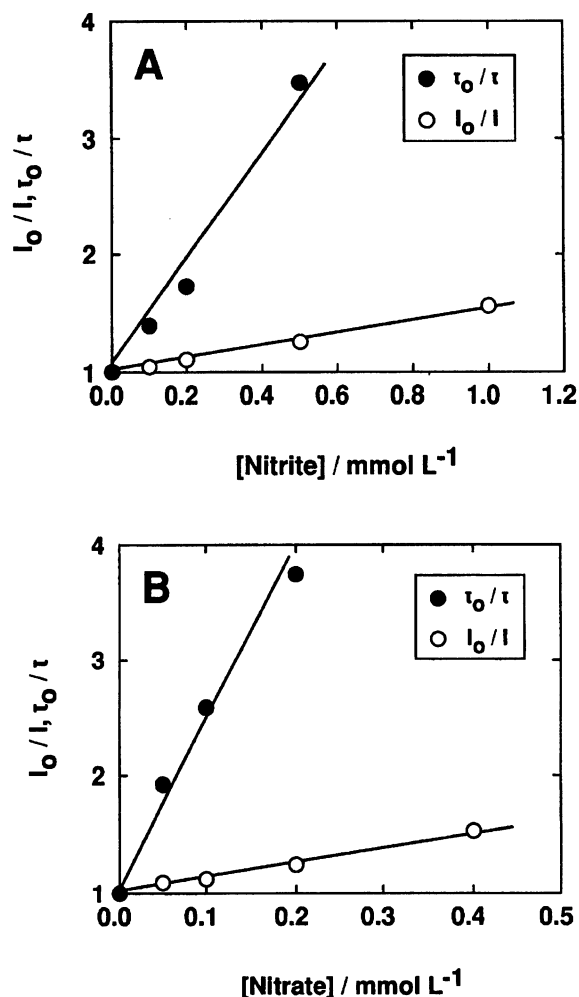 A
τo / τ
Io / I
4
3
2
1
Io / I, τo / τ
0.0 0.2 0.4 0.6 0.8 1.0 1.2
[Nitrite] / mmol L-1
B
τo / τ
Io / I
4
3
2
1
Io / I, τo / τ
0.0 0.1 0.2 0.3 0.4 0.5
[Nitrate] / mmol L-1